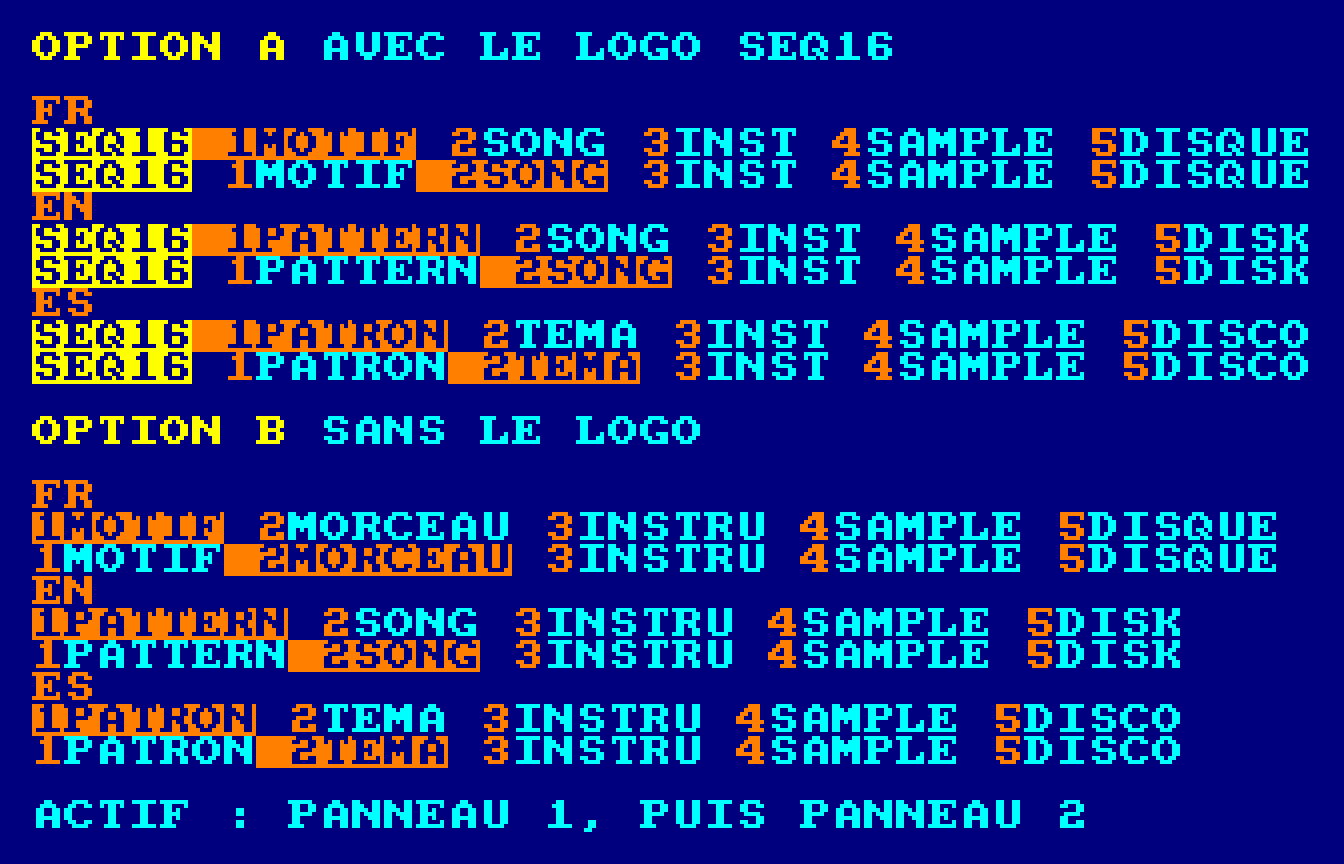 OPTION A AVEC LE LOGO SEQ16
FR
SEQ16 1MOTIF 2SONG 3INST 4SAMPLE 5DISQUE
SEQ16 1MOTIF 2SONG 3INST 4SAMPLE 5DISQUE
EN
SEQ16 1PATTERN 2SONG 3INST 4SAMPLE 5DISK
SEQ16 1PATTERN 2SONG 3INST 4SAMPLE 5DISK
ES
SEQ16 1PATRON 2TEMA 3INST 4SAMPLE 5DISCO
SEQ16 1PATRON 2TEMA 3INST 4SAMPLE 5DISCO
OPTION B SANS LE LOGO
FR
1MOTIF 2MORCEAU 3INSTRU 4SAMPLE 5DISQUE
1MOTIF 2MORCEAU 3INSTRU 4SAMPLE 5DISQUE
EN
1PATTERN 2SONG 3INSTRU 4SAMPLE 5DISK
1PATTERN 2SONG 3INSTRU 4SAMPLE 5DISK
ES
1PATRON 2TEMA 3INSTRU 4SAMPLE 5DISCO
1PATRON 2TEMA 3INSTRU 4SAMPLE 5DISCO
ACTIF : PANNEAU 1, PUIS PANNEAU 2